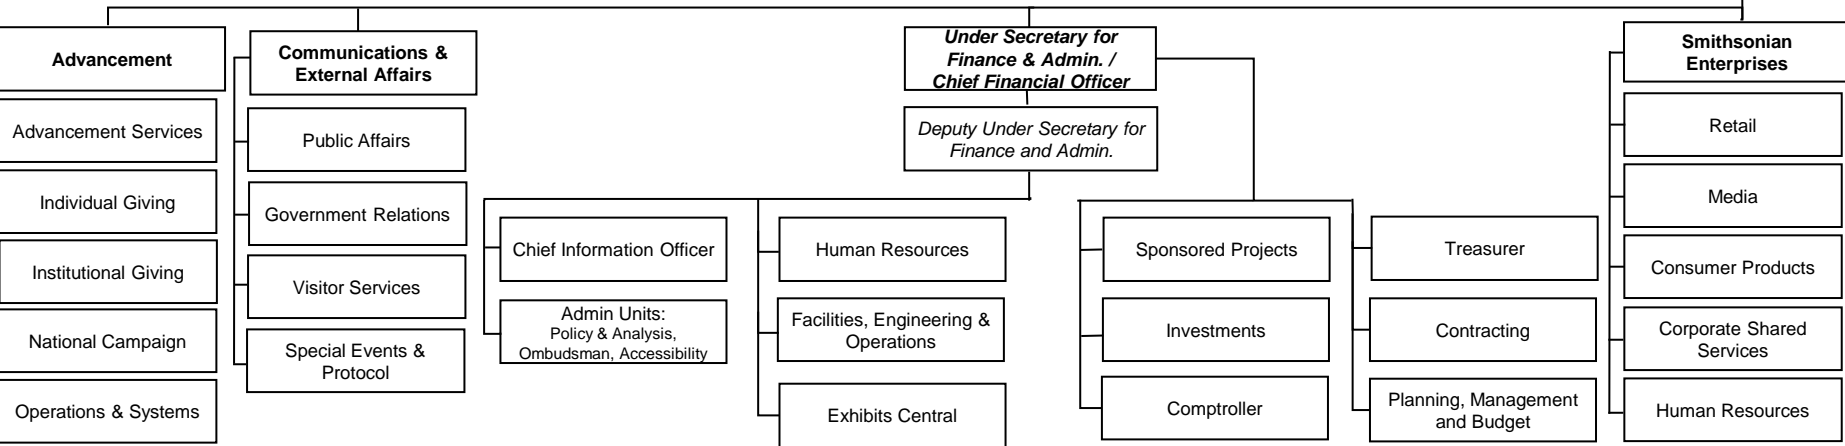 Advancement
Advancement Services
Individual Giving
Institutional Giving
National Campaign
Operations & Systems
Communications &
External Affairs
Public Affairs
Government Relations
Visitor Services
Special Events &
Protocol
Under Secretary for
Finance & Admin. /
Chief Financial Officer
Deputy Under Secretary for
Finance and Admin.
Chief Information Officer
Admin Units:
Policy & Analysis,
Ombudsman, Accessibility
Human Resources
Facilities, Engineering &
Operations
Exhibits Central
Sponsored Projects
Investments
Comptroller
Treasurer
Contracting
Planning, Management
and Budget
Smithsonian
Enterprises
Retail
Media
Consumer Products
Corporate Shared
Services
Human Resources